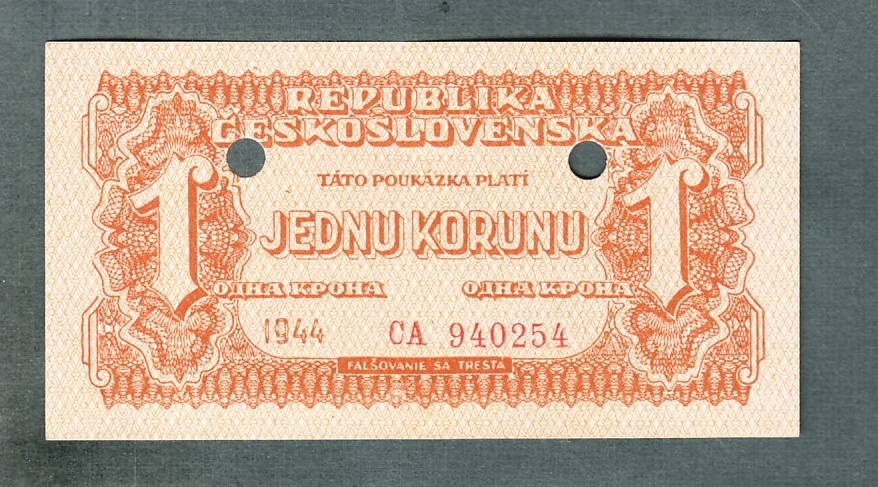 REPUBLIKA
ČESKOSLOVENSKÁ
TÁTO POUKÁZKA PLATÍ
1 JEDNU KORUNU 1
ОДНА КРОНА ОДНА КРОНА
1944 CA 940254
FALŠOVANIE SA TRESTÁ